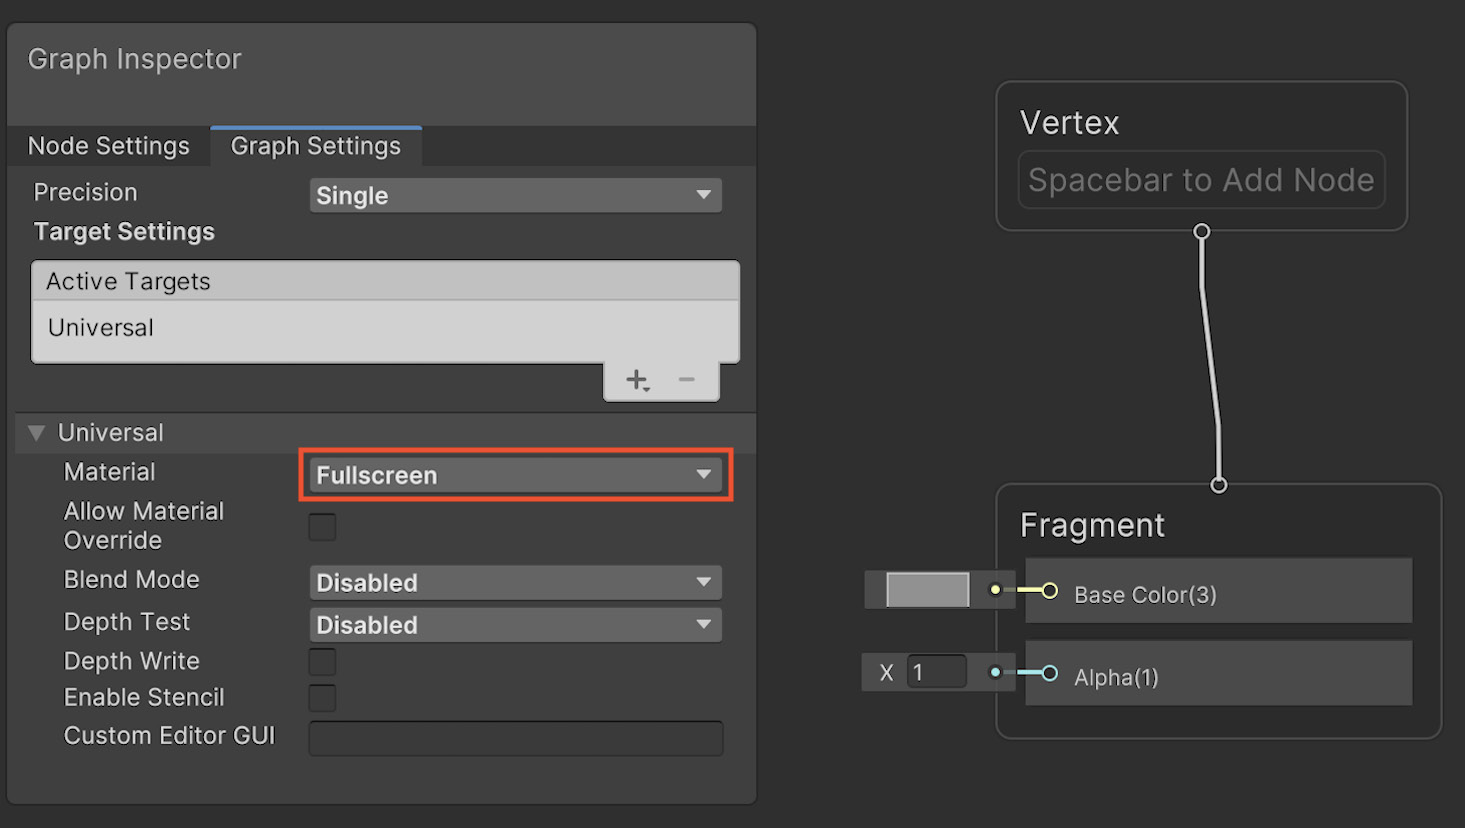 Graph Inspector
Node Settings
Graph Settings
Precision
Single
Target Settings
Active Targets
Universal
Universal
Material
Fullscreen
Allow Material
Override
Blend Mode
Disabled
Depth Test
Disabled
Depth Write
Enable Stencil
Custom Editor GUI
Vertex
Spacebar to Add Node
Fragment
Base Color(3)
X 1
Alpha(1)